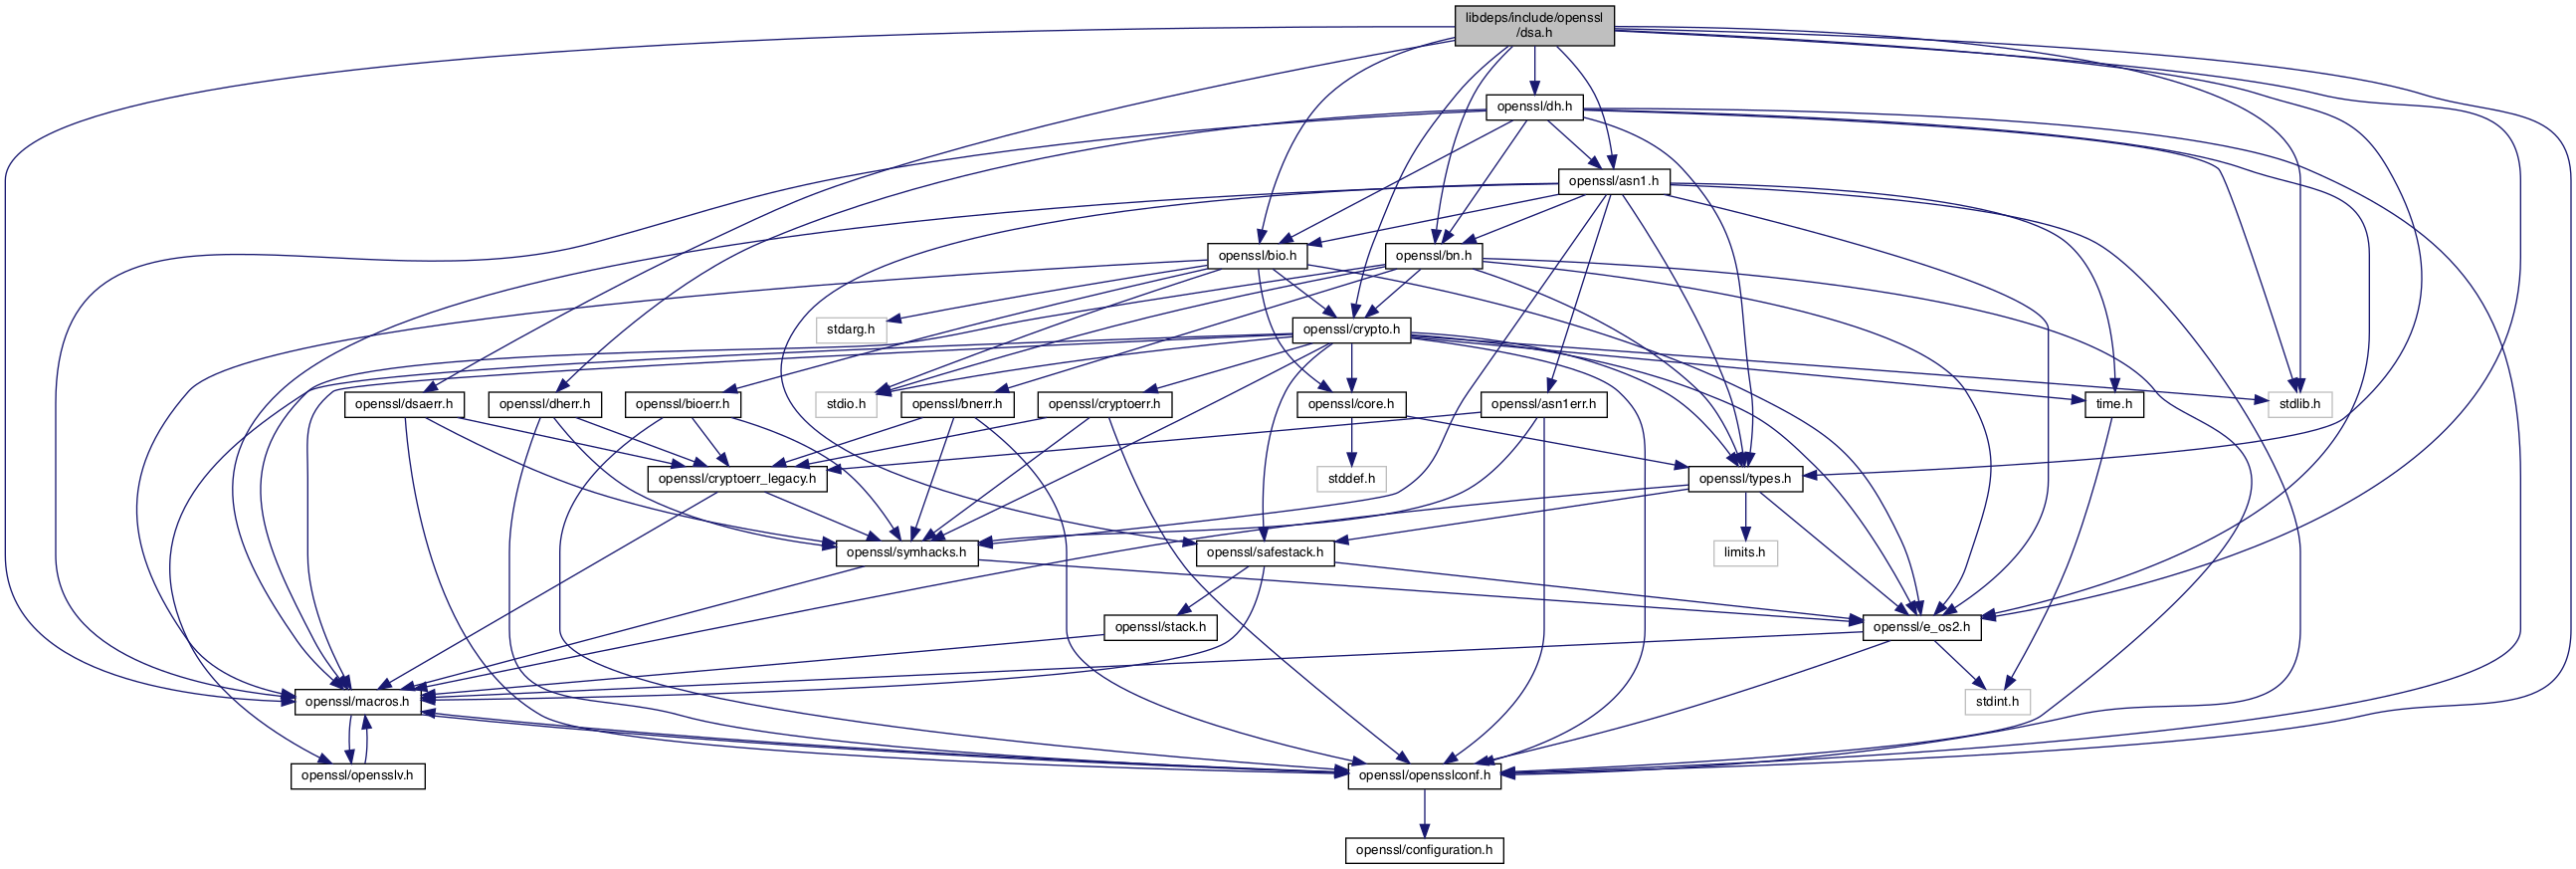 libdeps/include/openssl
/dsa.h
openssl/dh.h
openssl/asn1.h
openssl/bio.h
openssl/bn.h
stdarg.h
openssl/crypto.h
openssl/dsaerr.h
openssl/dherr.h
openssl/bioerr.h
stdio.h
openssl/bnerr.h
openssl/cryptoerr.h
openssl/core.h
openssl/asn1err.h
time.h
stdlib.h
openssl/cryptoerr_legacy.h
stddef.h
openssl/types.h
openssl/symhacks.h
openssl/safestack.h
limits.h
openssl/stack.h
openssl/e_os2.h
openssl/macros.h
stdint.h
openssl/opensslv.h
openssl/opensslconf.h
openssl/configuration.h